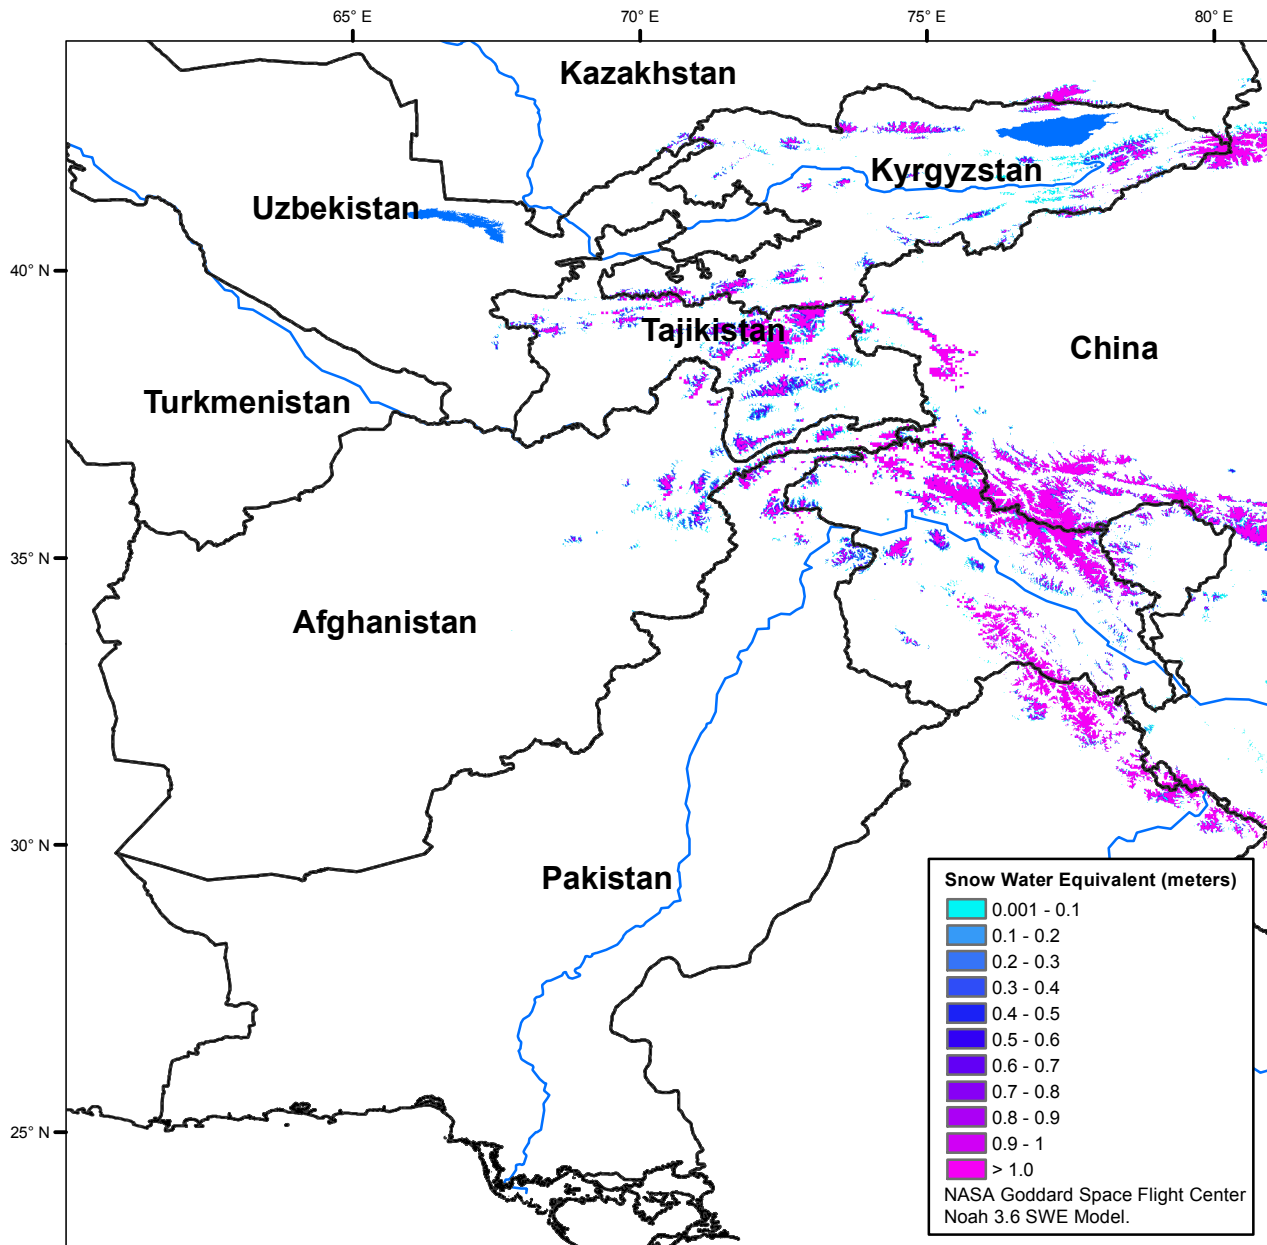 65° E 70° E 75° E 80° E
Kazakhstan
Kyrgyzstan
Uzbekistan
40° N
Tajikistan
China
Turkmenistan
35° N
Afghanistan
30° N
Pakistan
25° N
Snow Water Equivalent (meters)
0.001 - 0.1
0.1 - 0.2
0.2 - 0.3
0.3 - 0.4
0.4 - 0.5
0.5 - 0.6
0.6 - 0.7
0.7 - 0.8
0.8 - 0.9
0.9 - 1
> 1.0
NASA Goddard Space Flight Center
Noah 3.6 SWE Model.